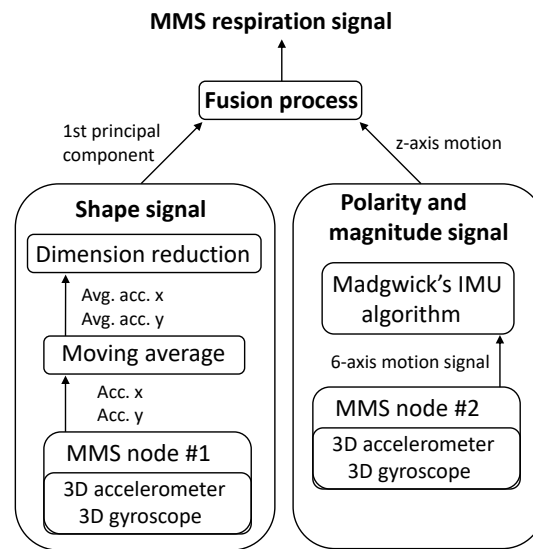 MMS respiration signal
Fusion process
1st principal
component
z-axis motion
Shape signal
Dimension reduction
Avg. acc. x
Avg. acc. y
Moving average
Acc. x
Acc. y
MMS node #1
3D accelerometer
3D gyroscope
Polarity and
magnitude signal
Madgwick's IMU
algorithm
6-axis motion signal
MMS node #2
3D accelerometer
3D gyroscope